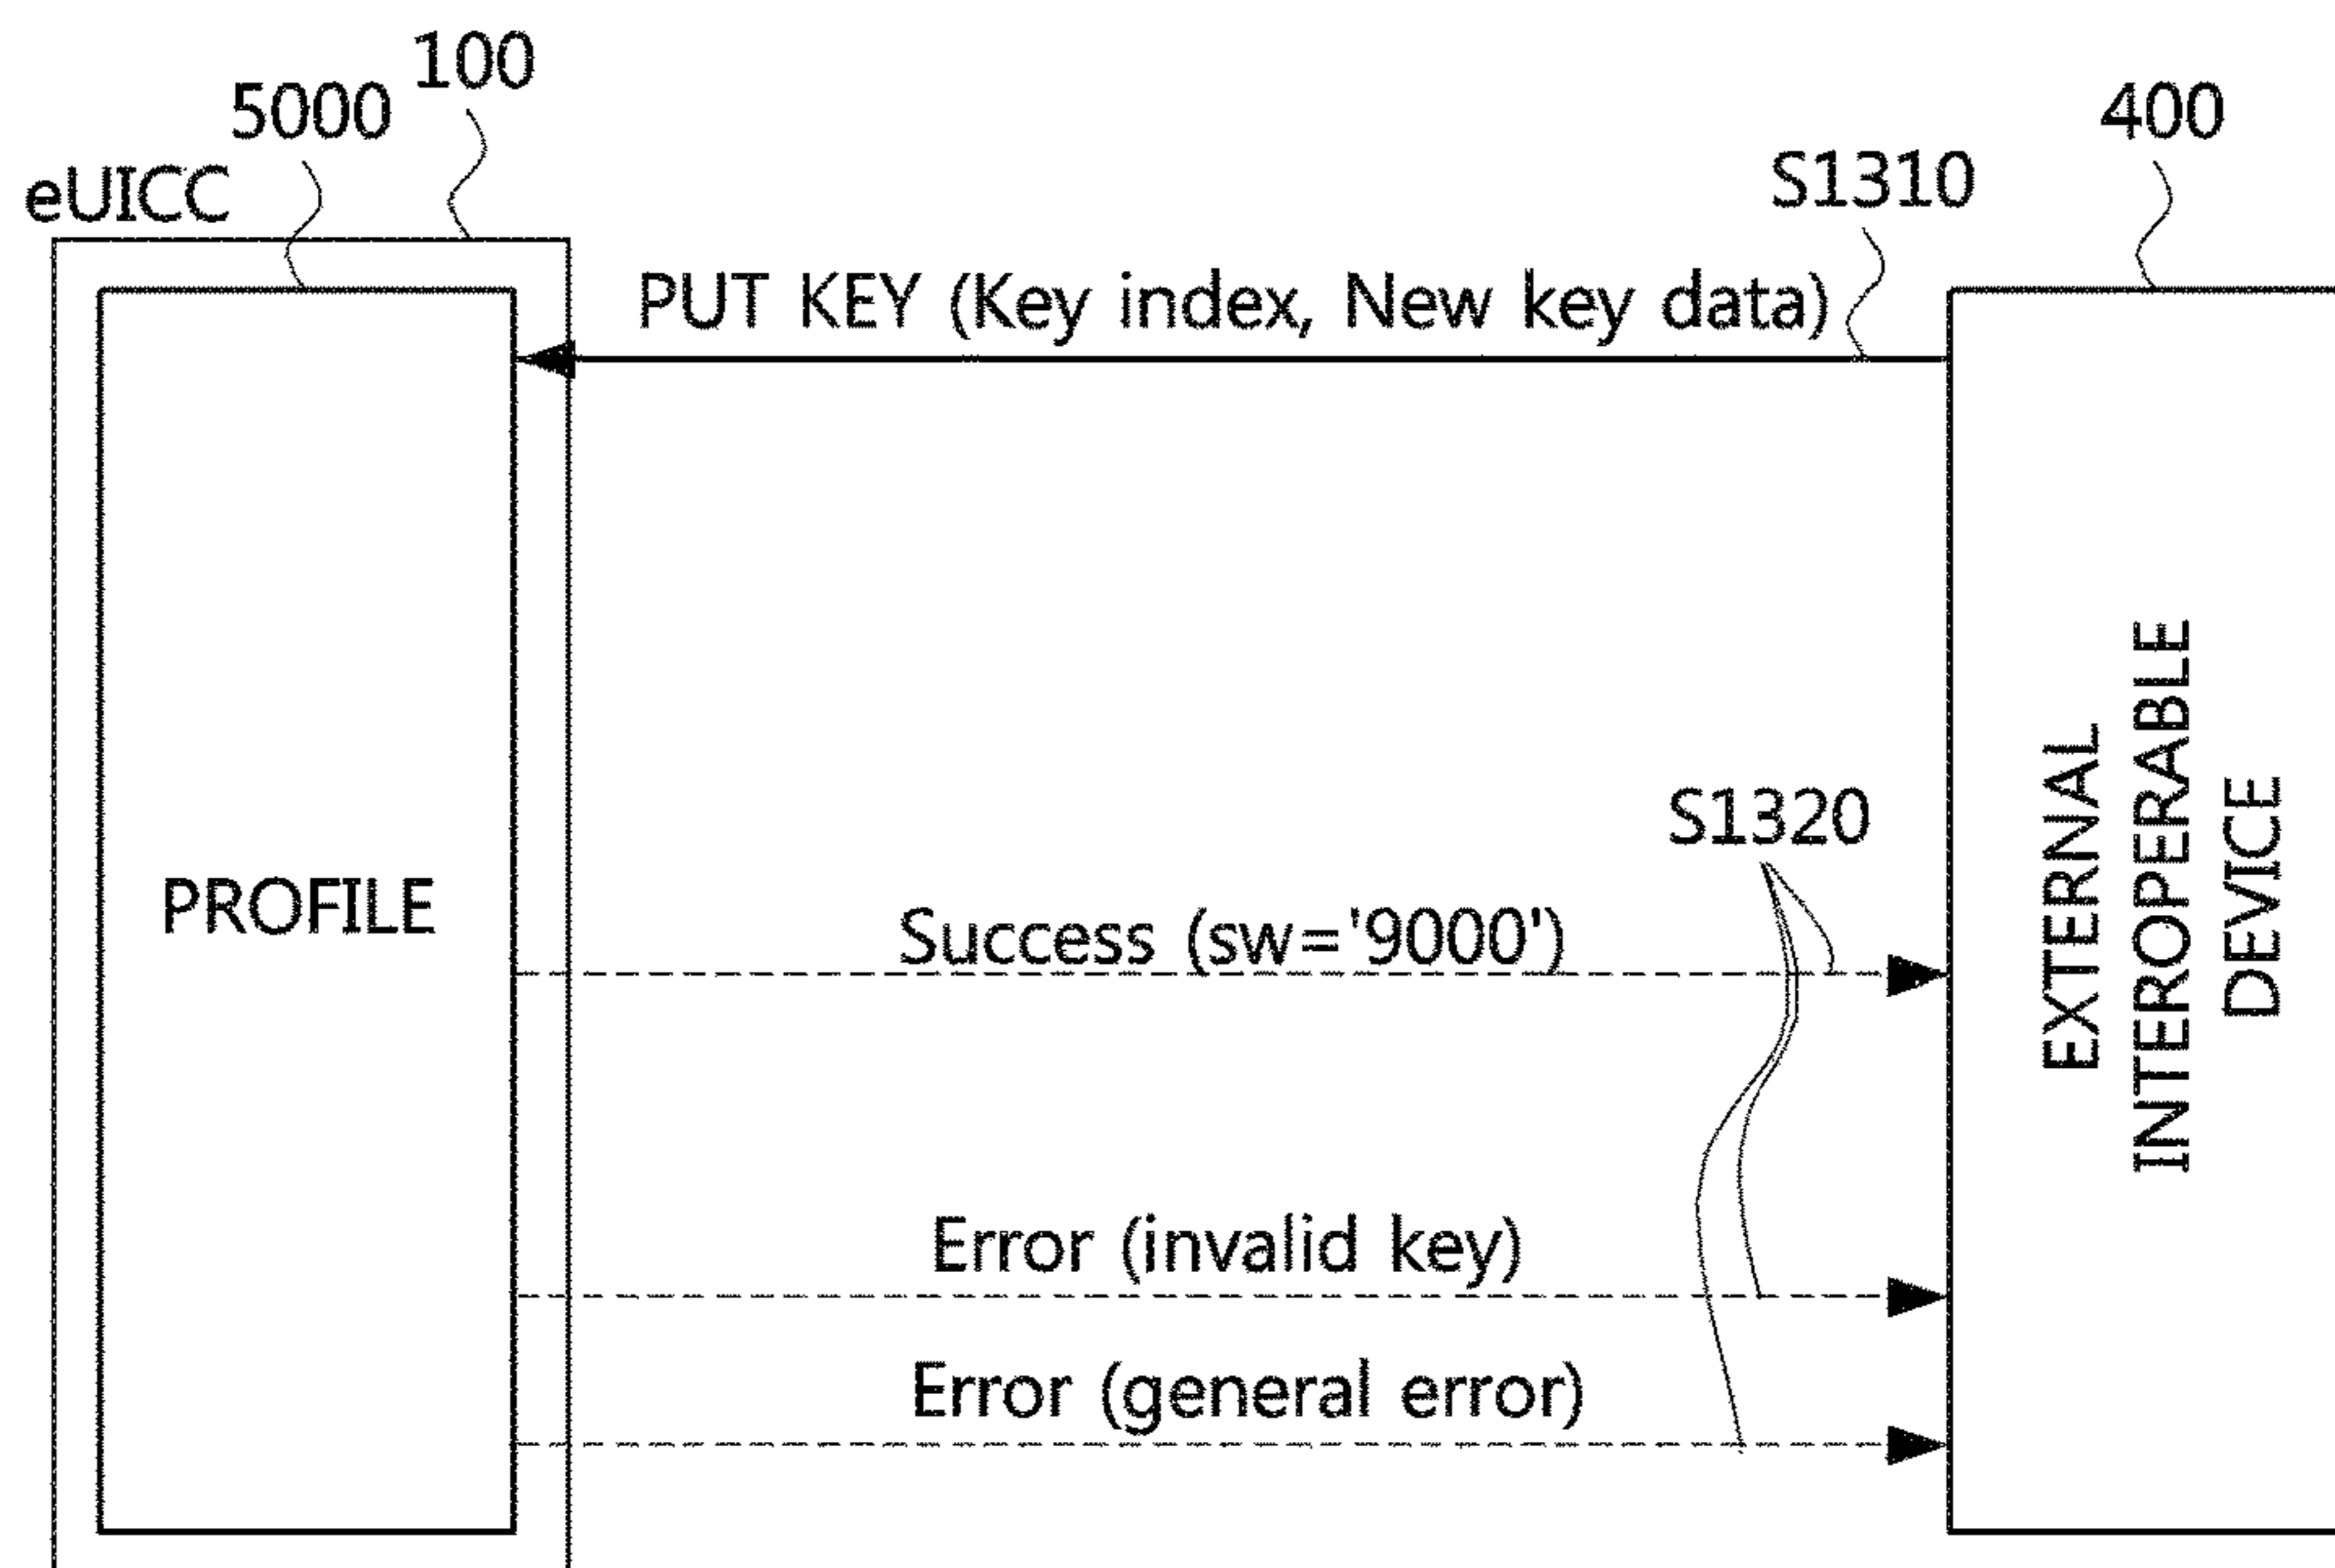 100
5000
400
eUICC
S1310
PUT KEY (Key index, New key data)
S1320
PROFILE
Success (sw='9000')
EXTERNAL
INTEROPERABLE
DEVICE
Error (invalid key)
Error (general error)